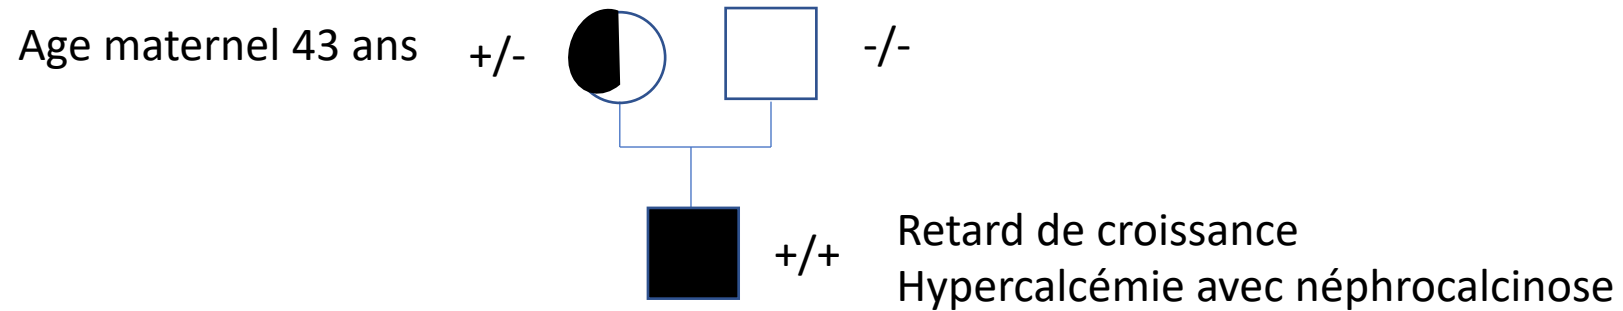 Age maternel 43 ans
+/-
-/-
+/+
Retard de croissance
Hypercalcémie avec néphrocalcinose